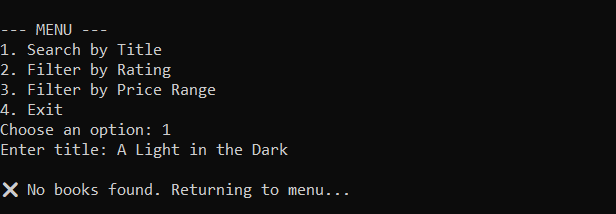 --- MENU ---
1. Search by Title
2. Filter by Rating
3. Filter by Price Range
4. Exit
Choose an option: 1
Enter title: A Light in the Dark
❌ No books found. Returning to menu...